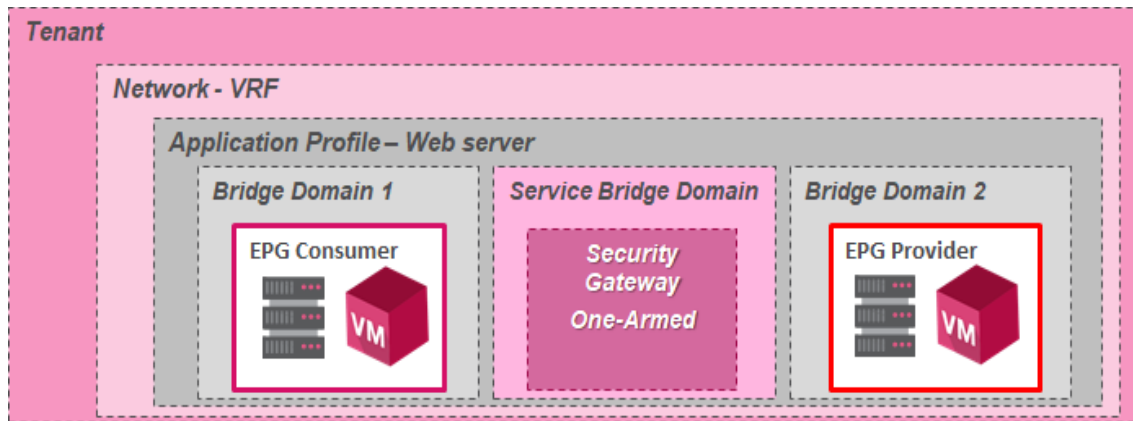 Tenant
Network - VRF
Application Profile – Web server
Bridge Domain 1
EPG Consumer
VM
Service Bridge Domain
Security
Gateway
One-Armed
Bridge Domain 2
EPG Provider
VM